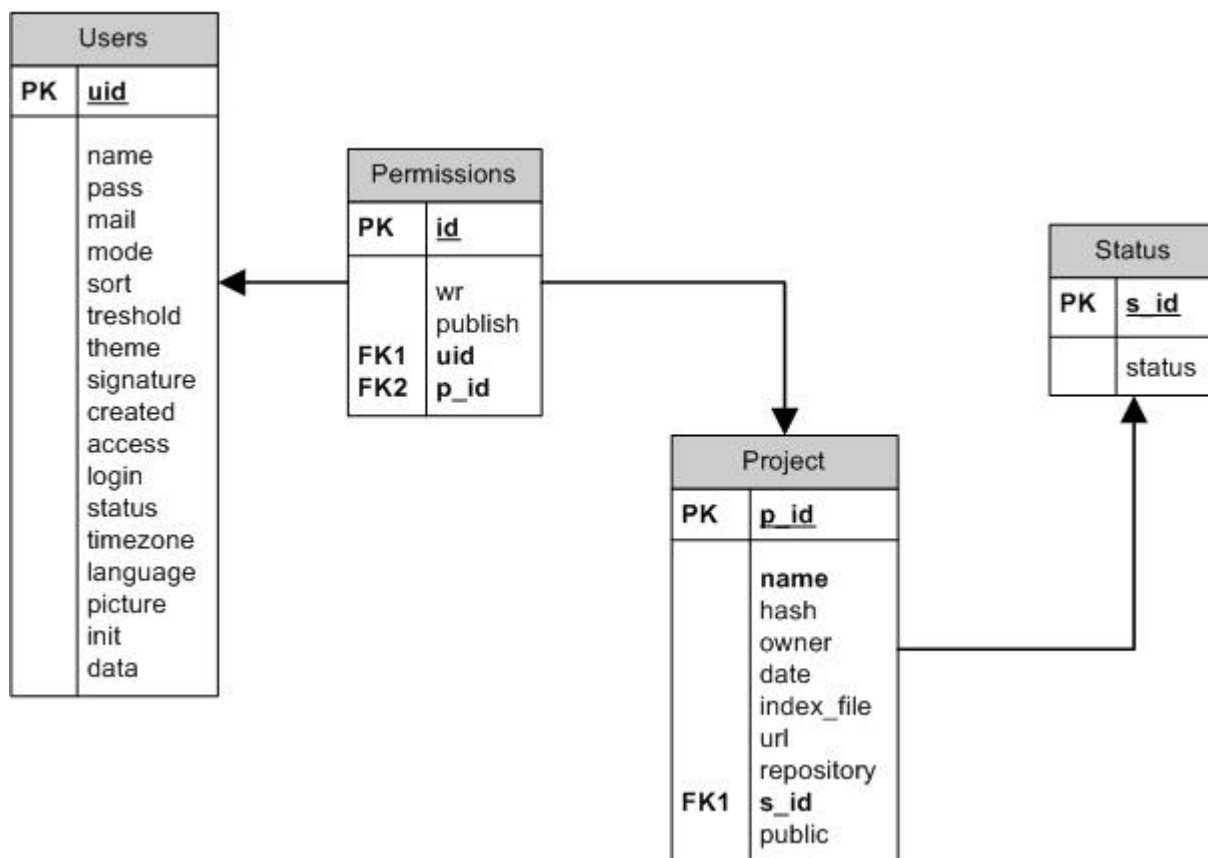 Users
PK uid
name
pass
mail
mode
sort
treshold
theme
signature
created
access
login
status
timezone
language
picture
init
data
Permissions
PK id
wr
publish
FK1 uid
FK2 p_id
Project
PK p_id
name
hash
owner
date
index_file
url
repository
FK1 s_id
public
Status
PK s_id
status